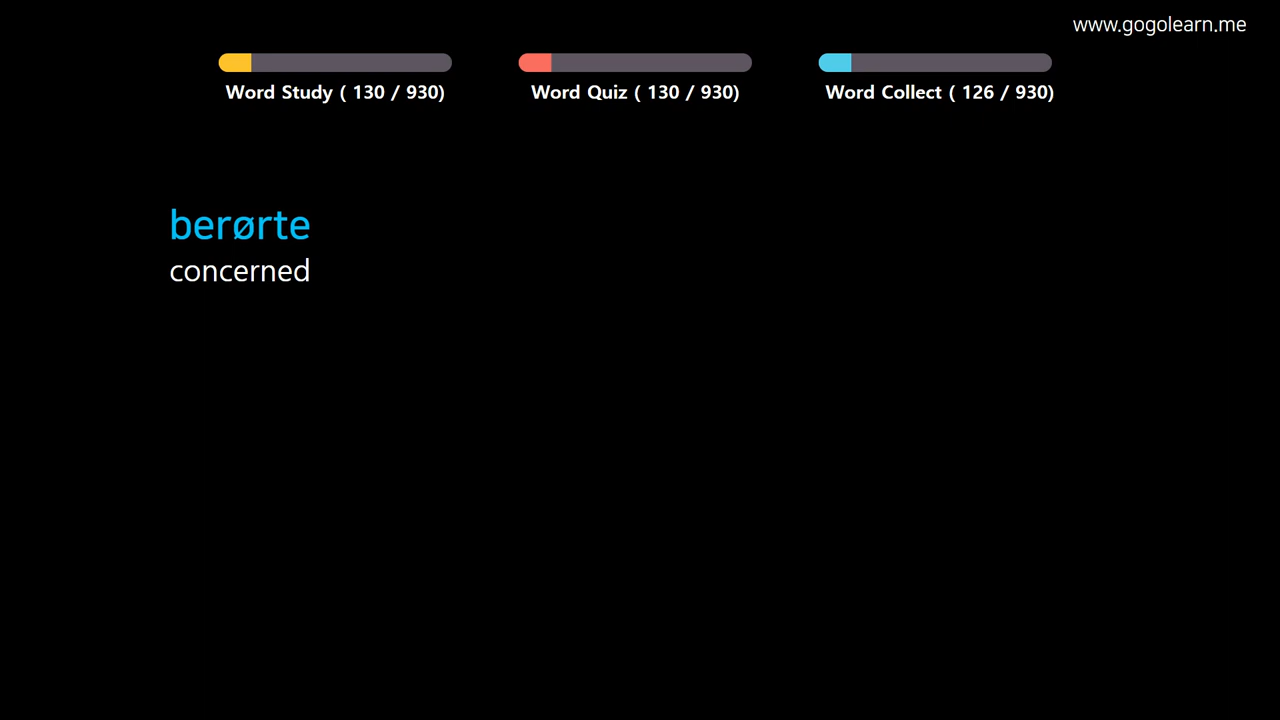 www.gogolearn.me
Word Study ( 130 / 930)
Word Quiz ( 130 / 930)
Word Collect ( 126 / 930)
berørte
concerned